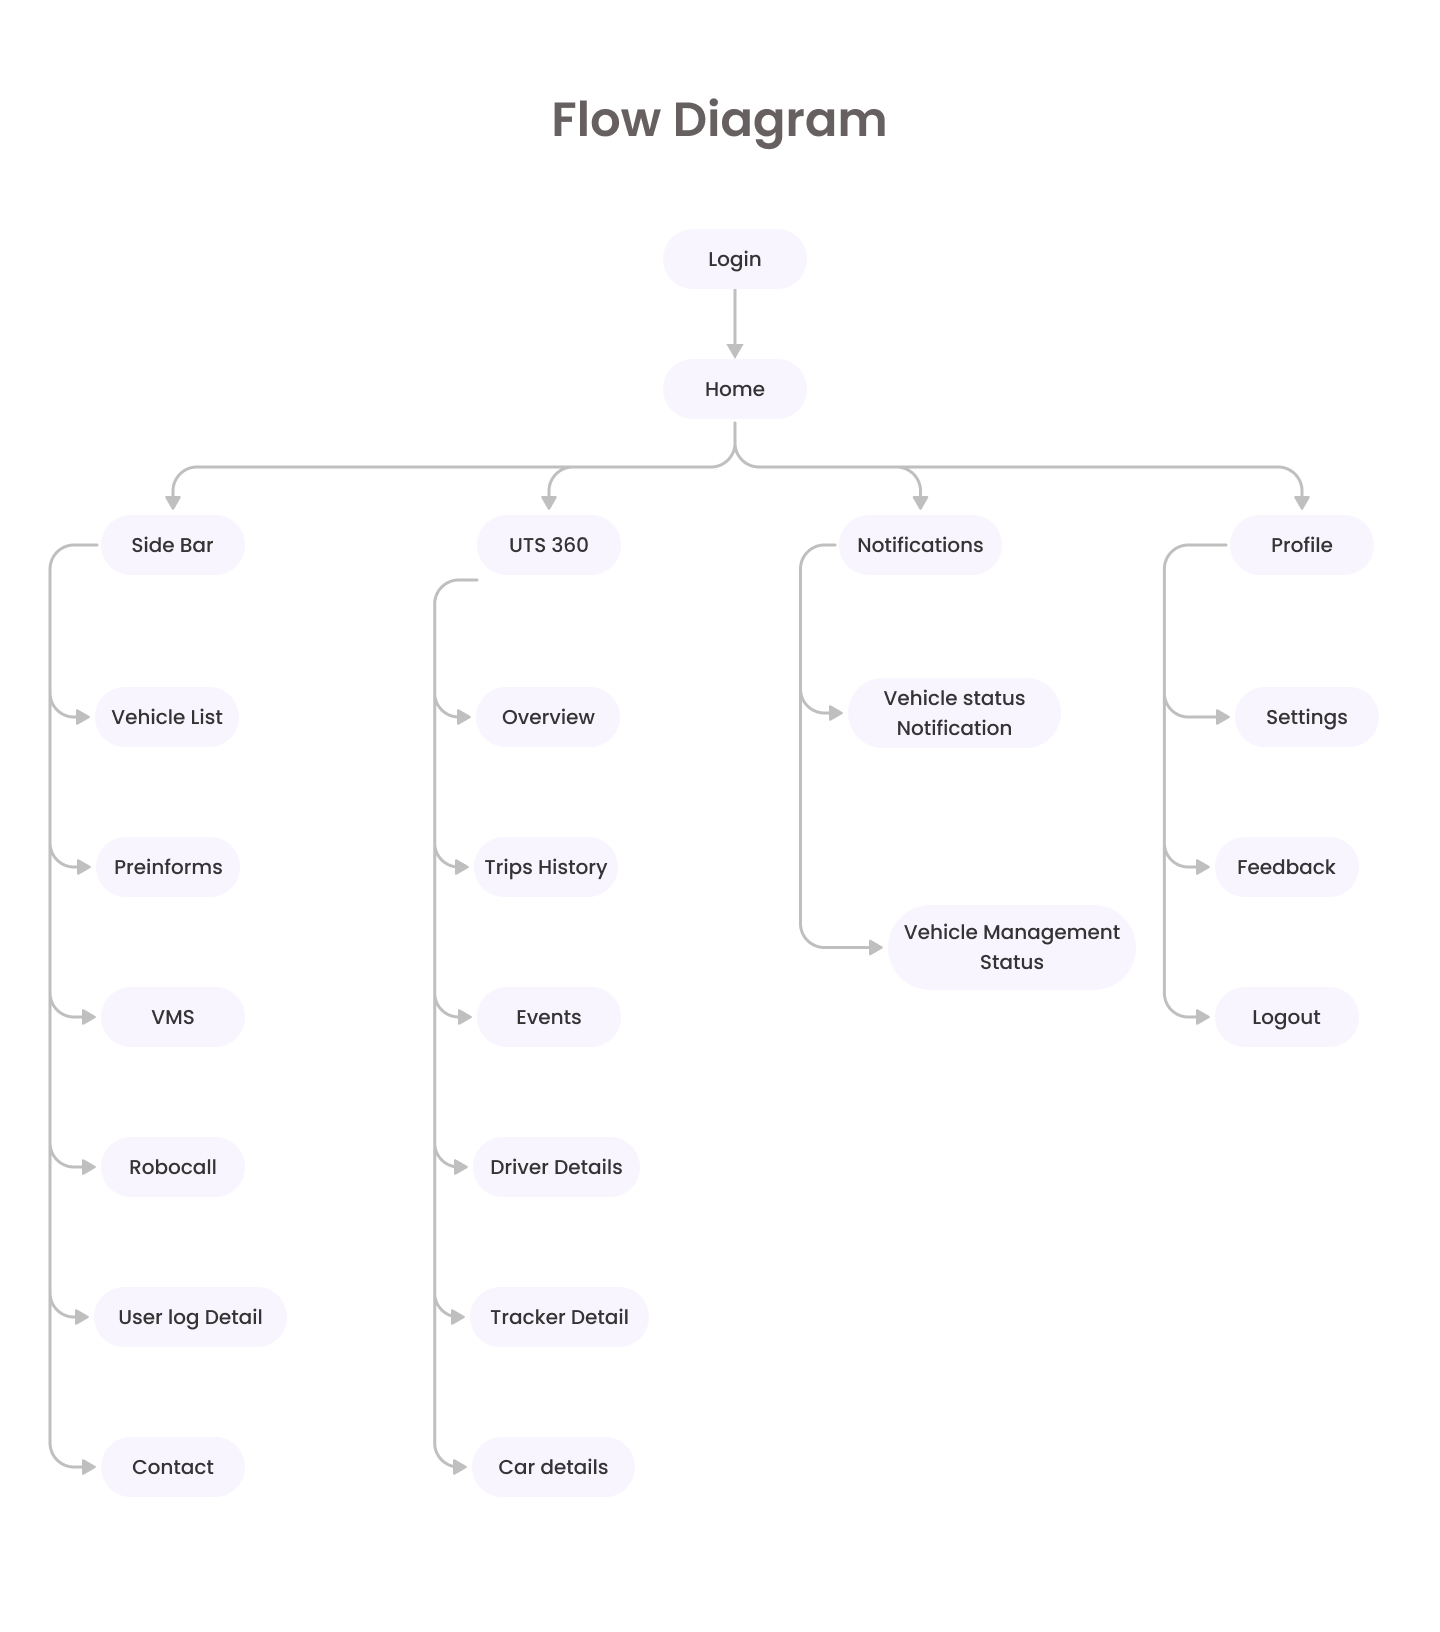 Flow Diagram
Login
Home
Side Bar
UTS 360
Notifications
Profile
Vehicle List
Overview
Vehicle status
Notification
Settings
Preinforms
Trips History
Feedback
Vehicle Management
Status
VMS
Events
Logout
Robocall
Driver Details
User log Detail
Tracker Detail
Contact
Car details